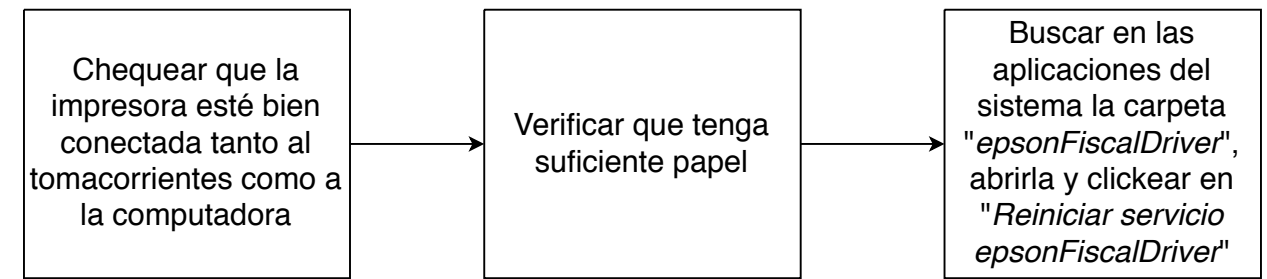 Chequear que la
impresora esté bien
conectada tanto al
tomacorrientes como a
la computadora
Verificar que tenga
suficiente papel
Buscar en las
aplicaciones del
sistema la carpeta
"epsonFiscalDriver",
abrirla y clickear en
"Reiniciar servicio
epsonFiscalDriver"